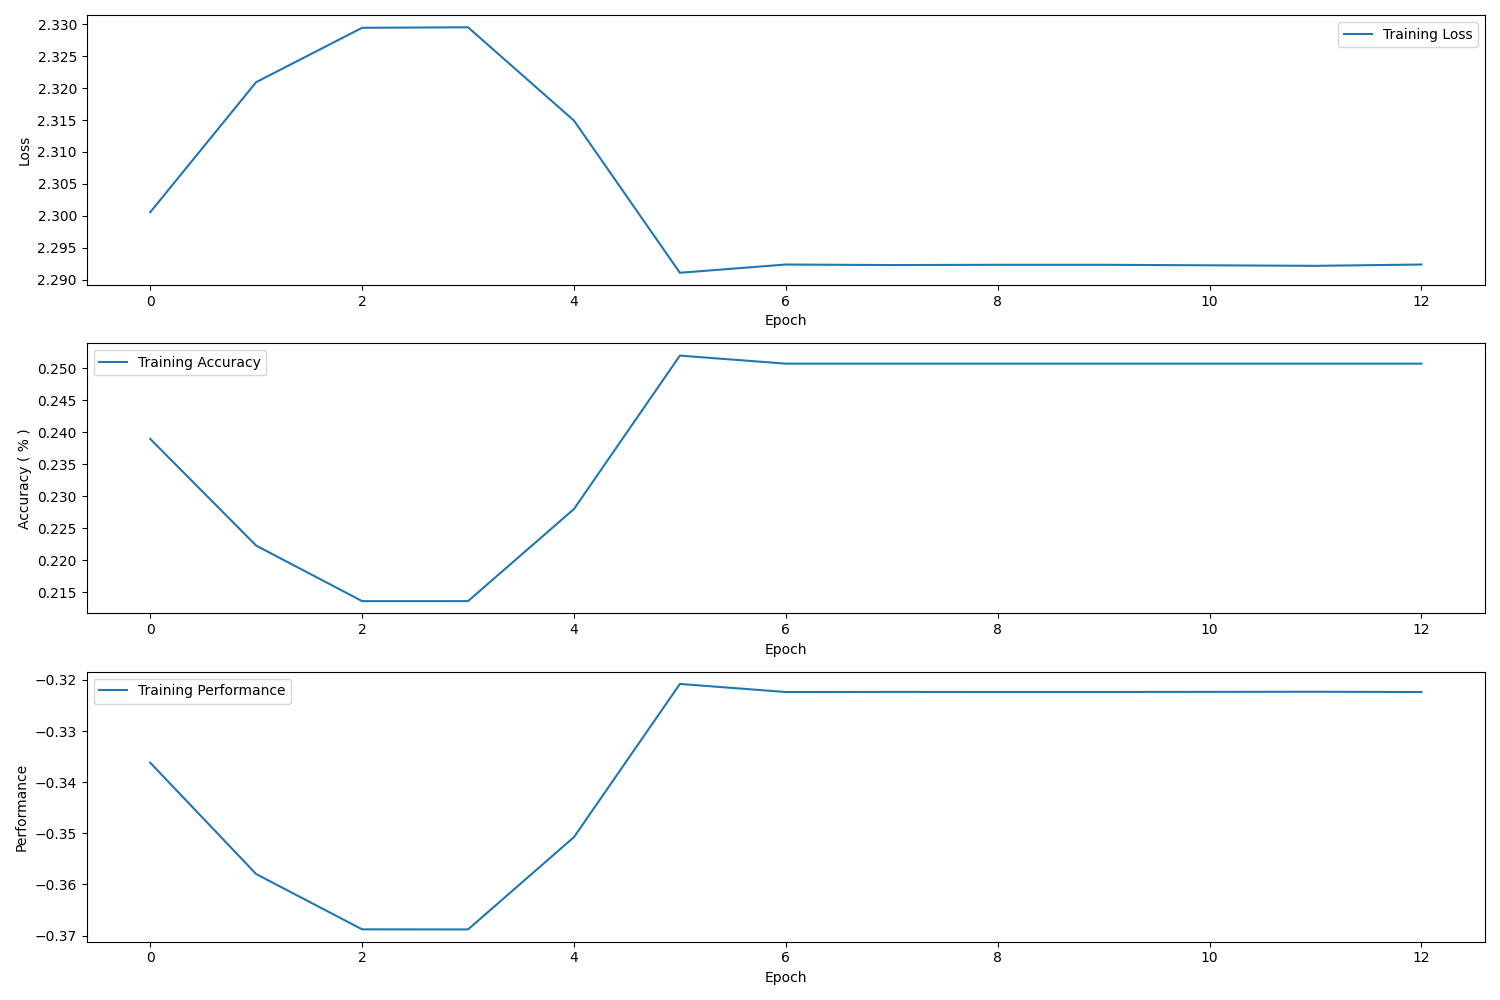 2.330
2.325
2.320
2.315
2.310
2.305
2.300
2.295
2.290
Loss
Training Loss
0 2 4 6 8 10 12
Epoch
0.250
0.245
0.240
0.235
0.230
0.225
0.220
0.215
Accuracy ( % )
Training Accuracy
0 2 4 6 8 10 12
Epoch
−0.32
−0.33
−0.34
−0.35
−0.36
−0.37
Performance
Training Performance
0 2 4 6 8 10 12
Epoch